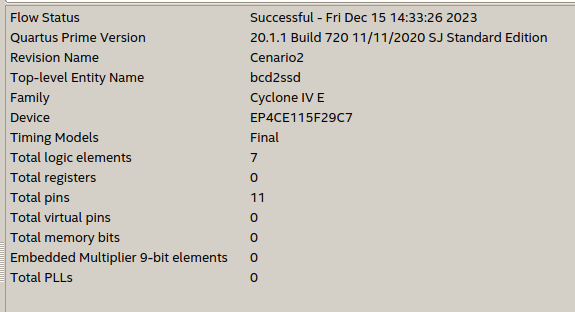 Flow Status Successful - Fri Dec 15 14:33:26 2023
Quartus Prime Version 20.1.1 Build 720 11/11/2020 SJ Standard Edition
Revision Name Cenario2
Top-level Entity Name bcd2ssd
Family Cyclone IV E
Device EP4CE115F29C7
Timing Models Final
Total logic elements 7
Total registers 0
Total pins 11
Total virtual pins 0
Total memory bits 0
Embedded Multiplier 9-bit elements 0
Total PLLs 0